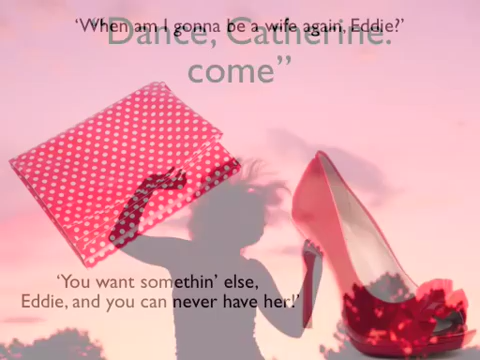 ‘When am I gonna be a wife again, Eddie?’
“Dance, Catherine.
come”
‘You want somethin’ else,
Eddie, and you can never have her!’